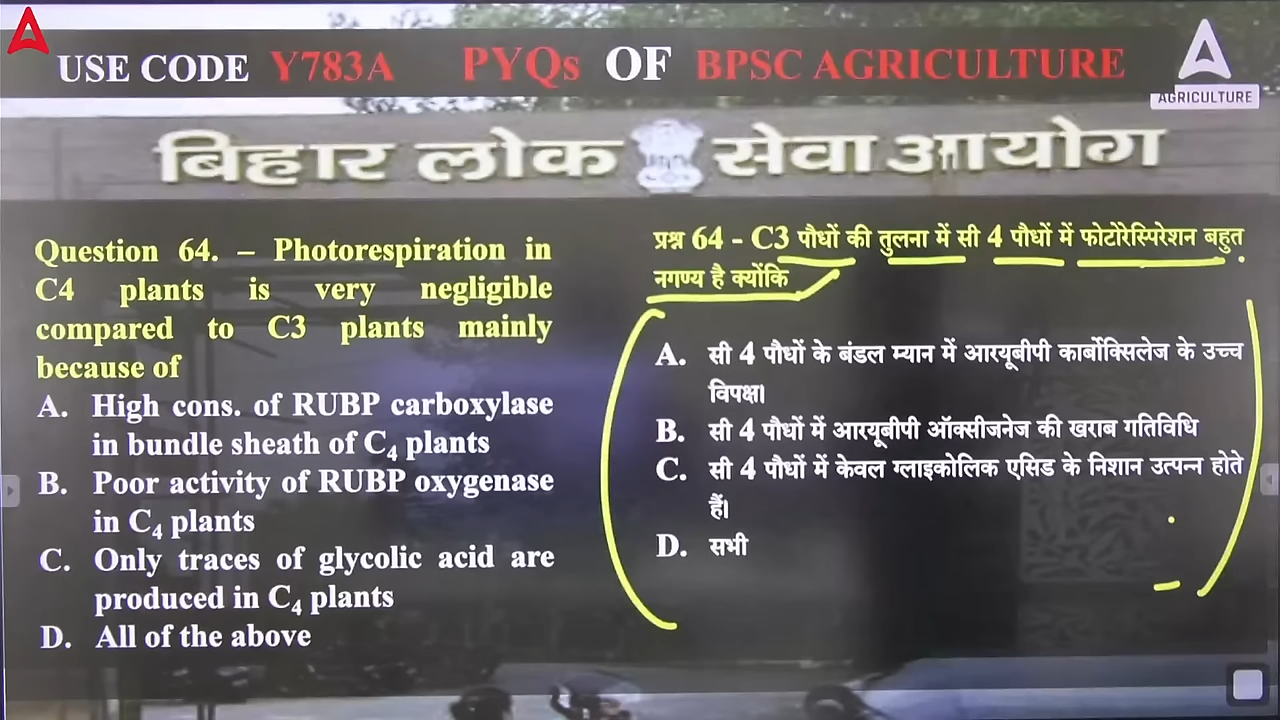 USE CODE Y783A PYQs OF BPSC AGRICULTURE
A
AGRICULTURE
बिहार लोक सेवा आयोग
Question 64. – Photorespiration in
C4 plants is very negligible
compared to C3 plants mainly
because of
A. High cons. of RUBP carboxylase
in bundle sheath of C₄ plants
B. Poor activity of RUBP oxygenase
in C₄ plants
C. Only traces of glycolic acid are
produced in C₄ plants
D. All of the above
प्रश्न 64 - C3 पौधों की तुलना में सी 4 पौधों में फोटोरेस्पिरेशन बहुत
नगण्य है क्योंकि
A. सी 4 पौधों के बंडल म्यान में आरयूबीपी कार्बोक्सिलेज के उच्च
विपक्ष।
B. सी 4 पौधों में आरयूबीपी ऑक्सीजनेज की खराब गतिविधि
C. सी 4 पौधों में केवल ग्लाइकोलिक एसिड के निशान उत्पन्न होते
हैं।
D. सभी